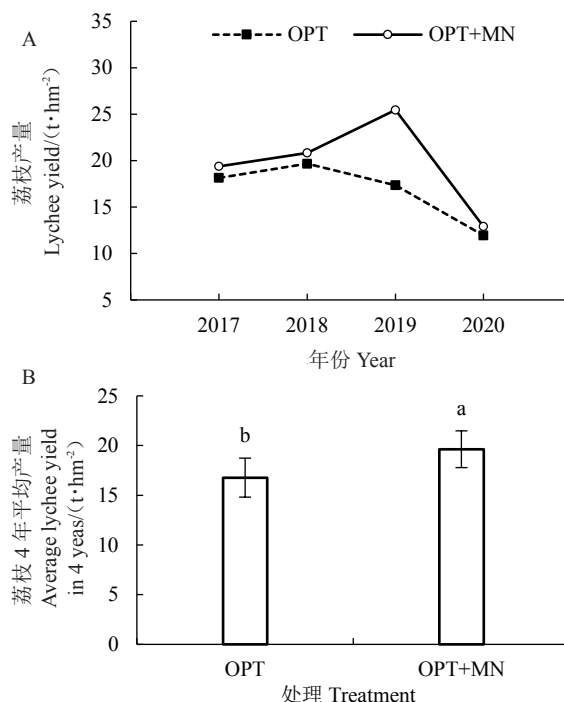 A
OPT
OPT+MN
荔枝产量
Lychee yield/(t·hm-2)
35
30
25
20
15
10
5
2017
2018
2019
2020
年份 Year
B
荔枝 4 年平均产量
Average lychee yield
in 4 yeas/(t·hm-2)
25
20
15
10
5
0
b
a
OPT
OPT+MN
处理 Treatment